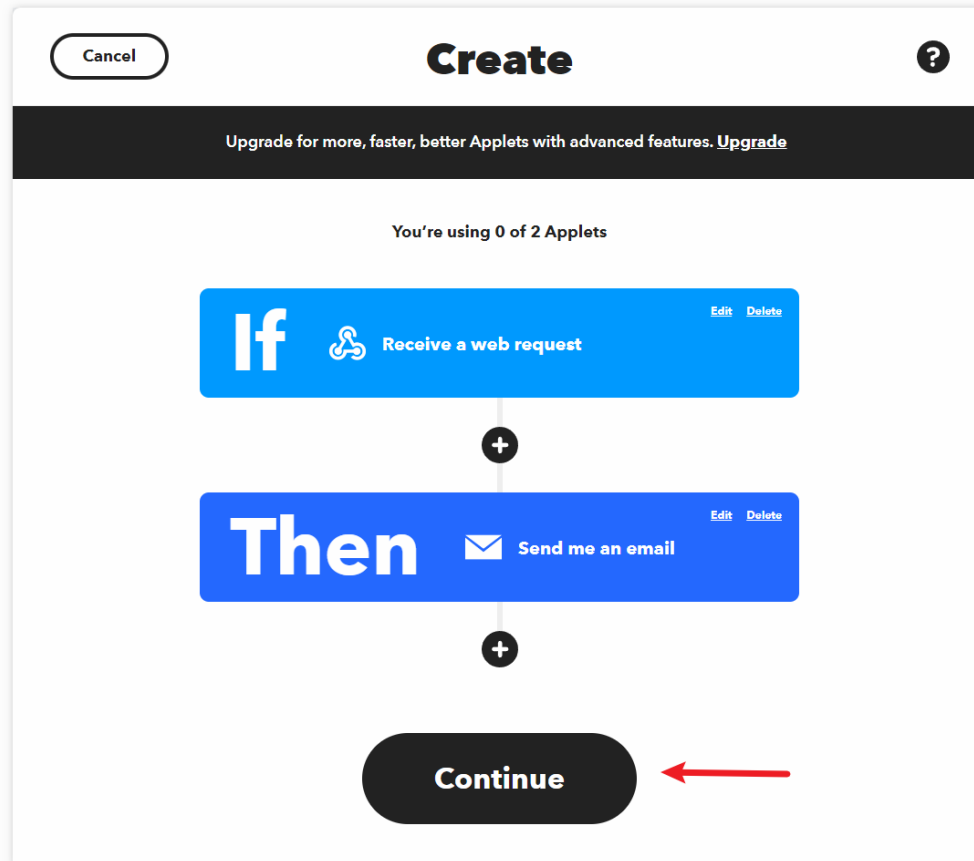 Cancel
Create
?
Upgrade for more, faster, better Applets with advanced features. Upgrade
You're using 0 of 2 Applets
If
Receive a web request
Edit Delete
Then
Send me an email
Edit Delete
Continue